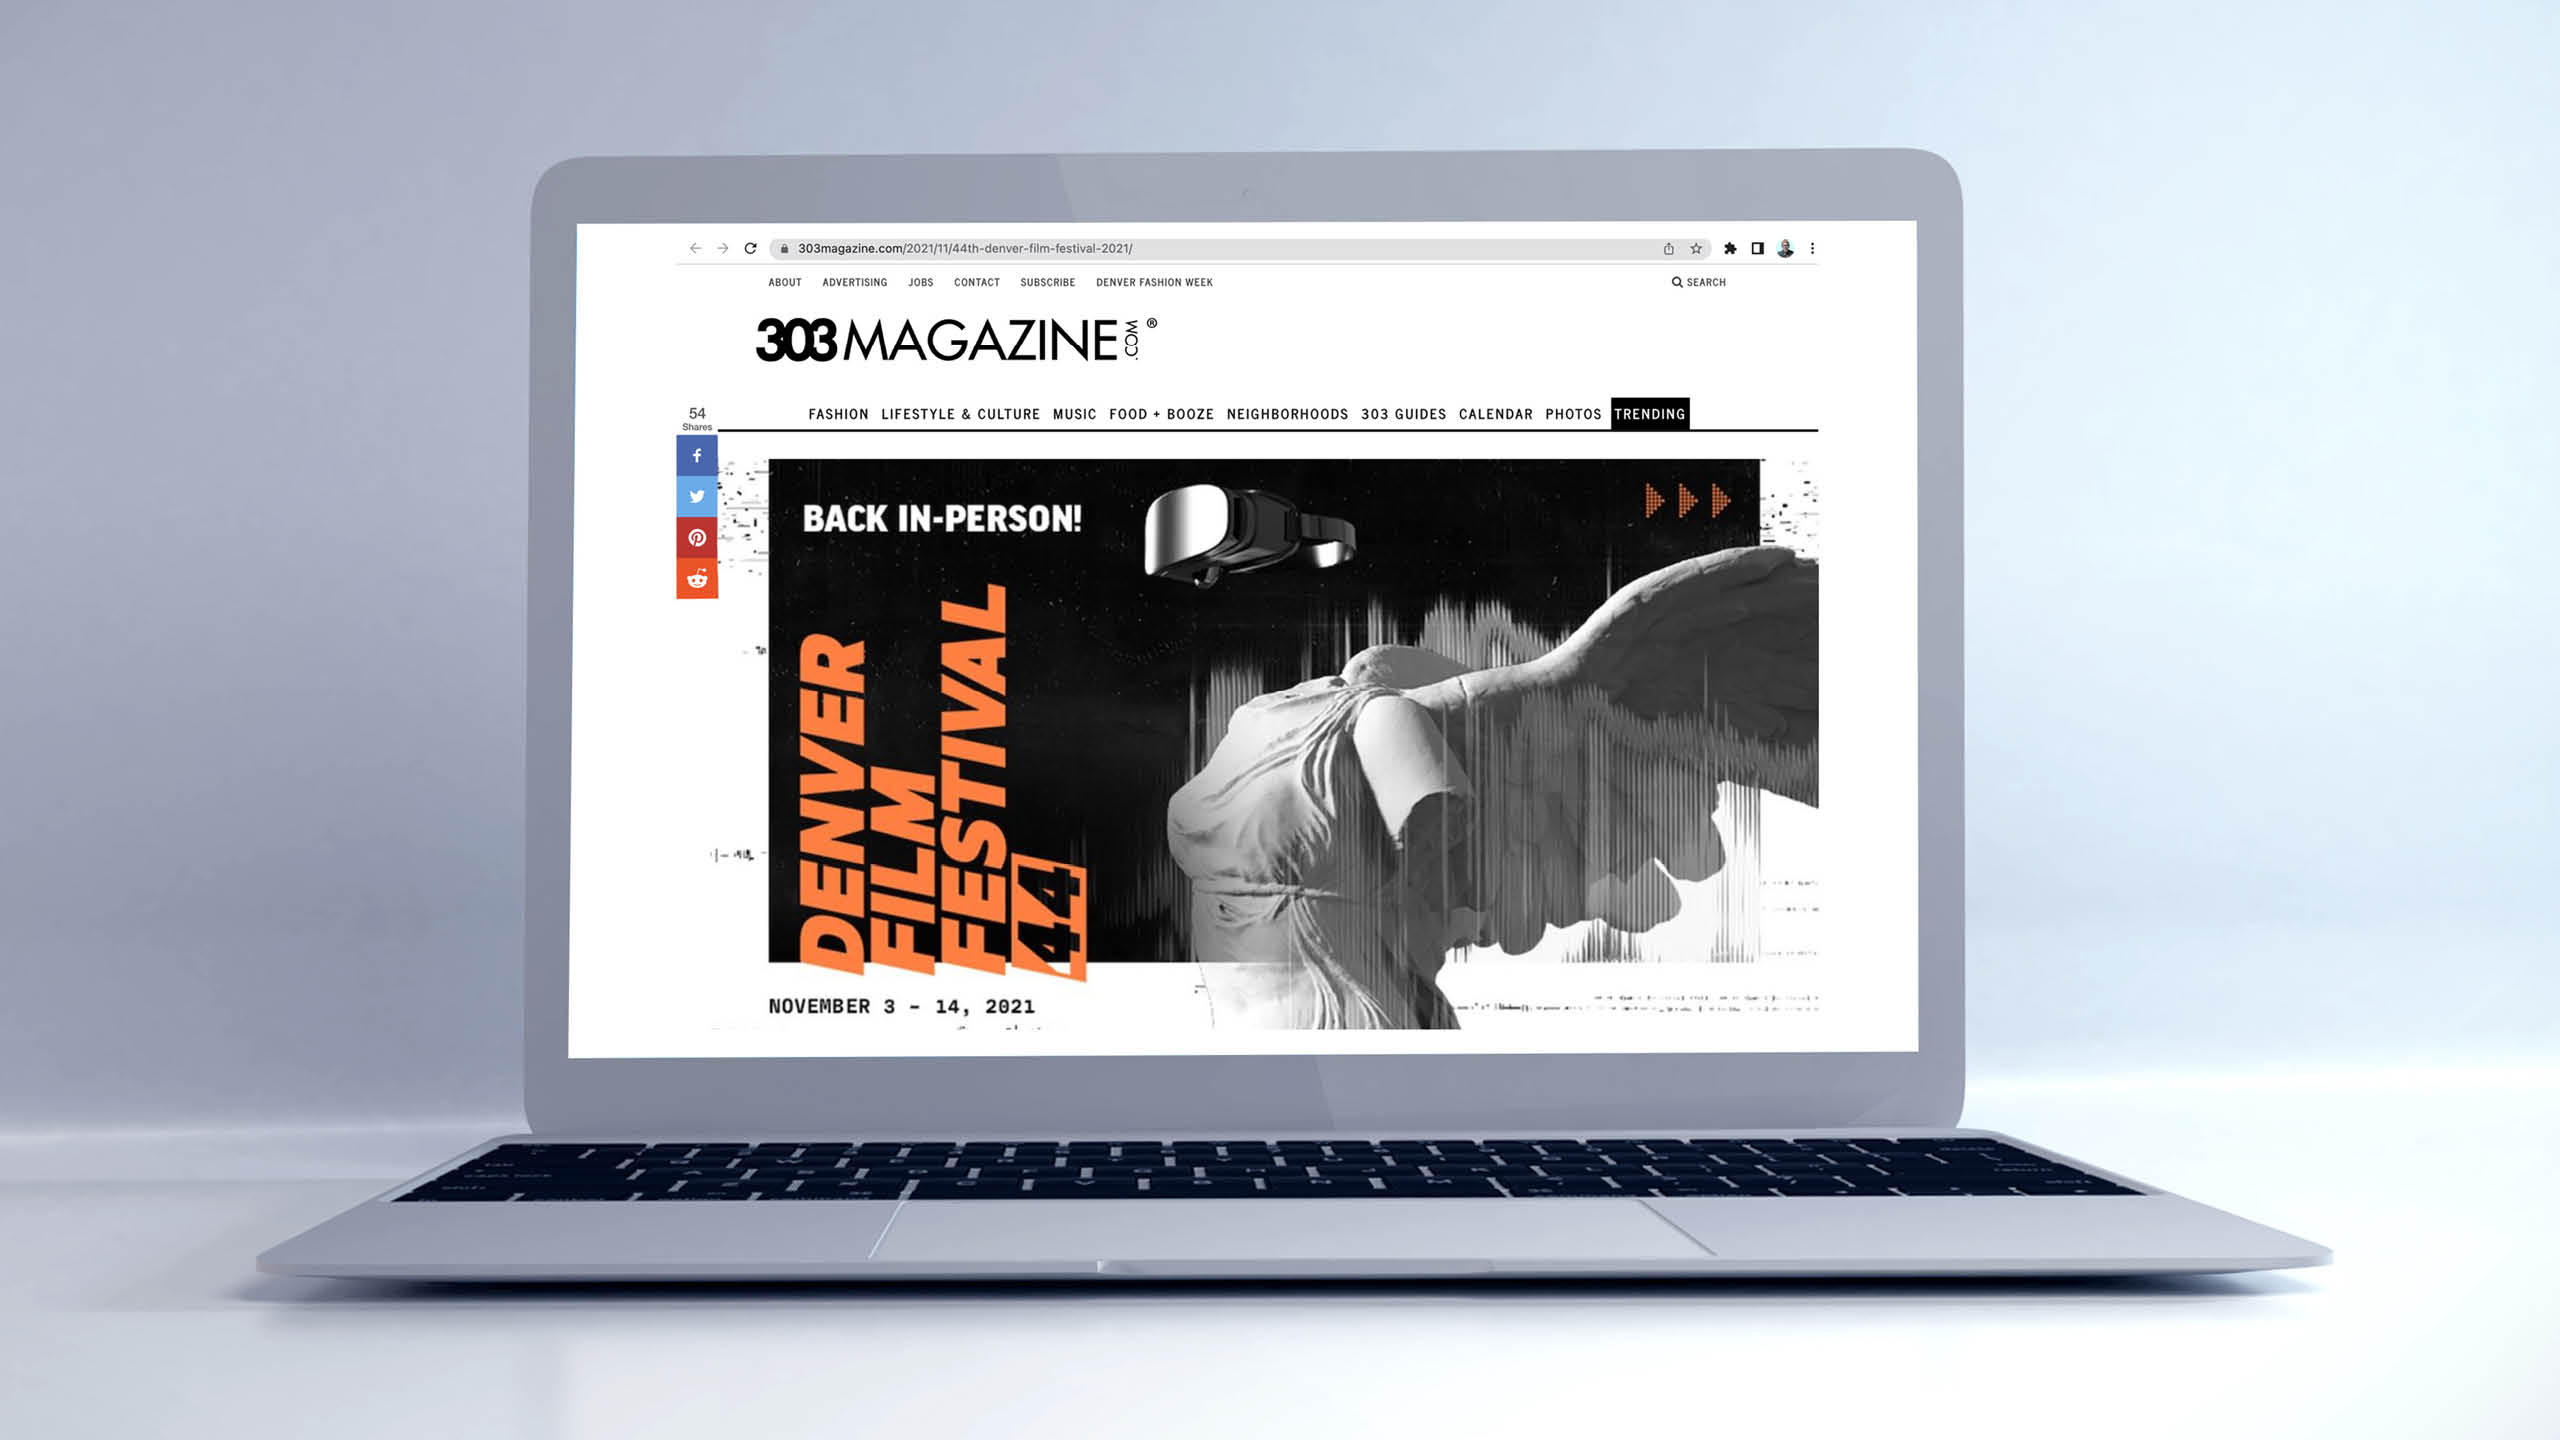 303magazine.com/2021/11/44th-denver-film-festival-2021/
ABOUT ADVERTISING JOBS CONTACT SUBSCRIBE DENVER FASHION WEEK SEARCH
303 MAGAZINE .COM ®
54
Shares
FASHION LIFESTYLE & CULTURE MUSIC FOOD + BOOZE NEIGHBORHOODS 303 GUIDES CALENDAR PHOTOS TRENDING
BACK IN-PERSON!
DENVER
FILM
FESTIVAL
44
NOVEMBER 3 – 14, 2021